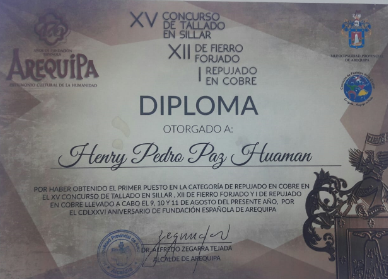 XV CONCURSO
DE TALLADO
EN SILLAR
XII DE FIERRO
FORJADO
I REPUJADO
EN COBRE
AREQUIPA
DIPLOMA
OTORGADO A:
Henry Pedro Paz Huaman
POR HABER OBTENIDO EL PRIMER PUESTO EN LA CATEGORÍA DE REPUJADO EN COBRE EN
EL XV CONCURSO DE TALLADO EN SILLAR , XII DE FIERRO FORJADO Y I DE REPUJADO
EN COBRE LLEVADO A CABO EL 9, 10 Y 11 DE AGOSTO DEL PRESENTE AÑO, POR EL
CDLXXVI ANIVERSARIO DE FUNDACIÓN ESPAÑOLA DE AREQUIPA
DR. ALFREDO ZEGARRA TEJADA
ALCALDE DE AREQUIPA